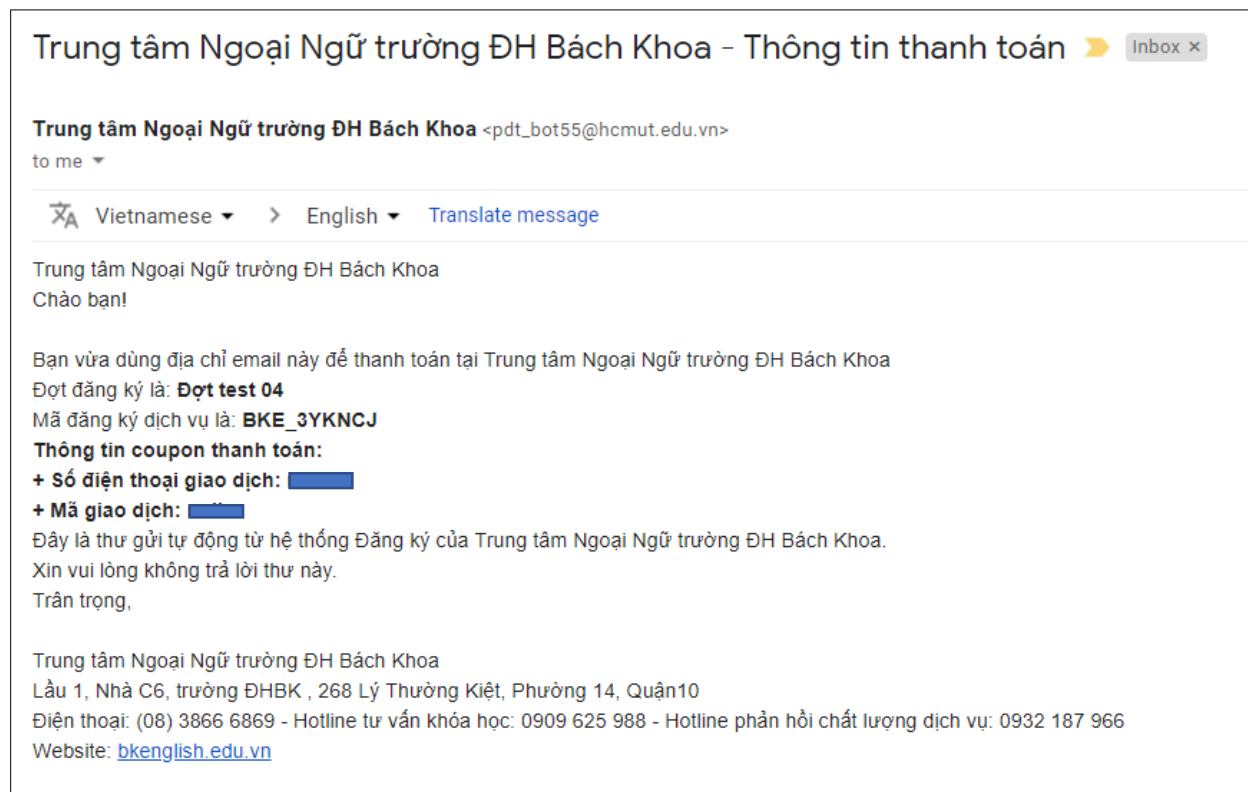 Trung tâm Ngoại Ngữ trường ĐH Bách Khoa - Thông tin thanh toán Inbox ×
Trung tâm Ngoại Ngữ trường ĐH Bách Khoa <pdt_bot55@hcmut.edu.vn>
to me
Vietnamese > English Translate message
Trung tâm Ngoại Ngữ trường ĐH Bách Khoa
Chào bạn!
Bạn vừa dùng địa chỉ email này để thanh toán tại Trung tâm Ngoại Ngữ trường ĐH Bách Khoa
Đợt đăng ký là: Đợt test 04
Mã đăng ký dịch vụ là: BKE_3YKNCJ
Thông tin coupon thanh toán:
+ Số điện thoại giao dịch:
+ Mã giao dịch:
Đây là thư gửi tự động từ hệ thống Đăng ký của Trung tâm Ngoại Ngữ trường ĐH Bách Khoa.
Xin vui lòng không trả lời thư này.
Trân trọng,
Trung tâm Ngoại Ngữ trường ĐH Bách Khoa
Lầu 1, Nhà C6, trường ĐHBK , 268 Lý Thường Kiệt, Phường 14, Quận10
Điện thoại: (08) 3866 6869 - Hotline tư vấn khóa học: 0909 625 988 - Hotline phản hồi chất lượng dịch vụ: 0932 187 966
Website: bkenglish.edu.vn